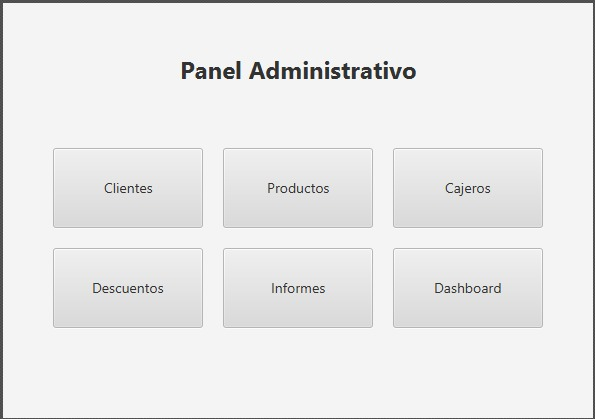 Panel Administrativo
Clientes
Productos
Cajeros
Descuentos
Informes
Dashboard